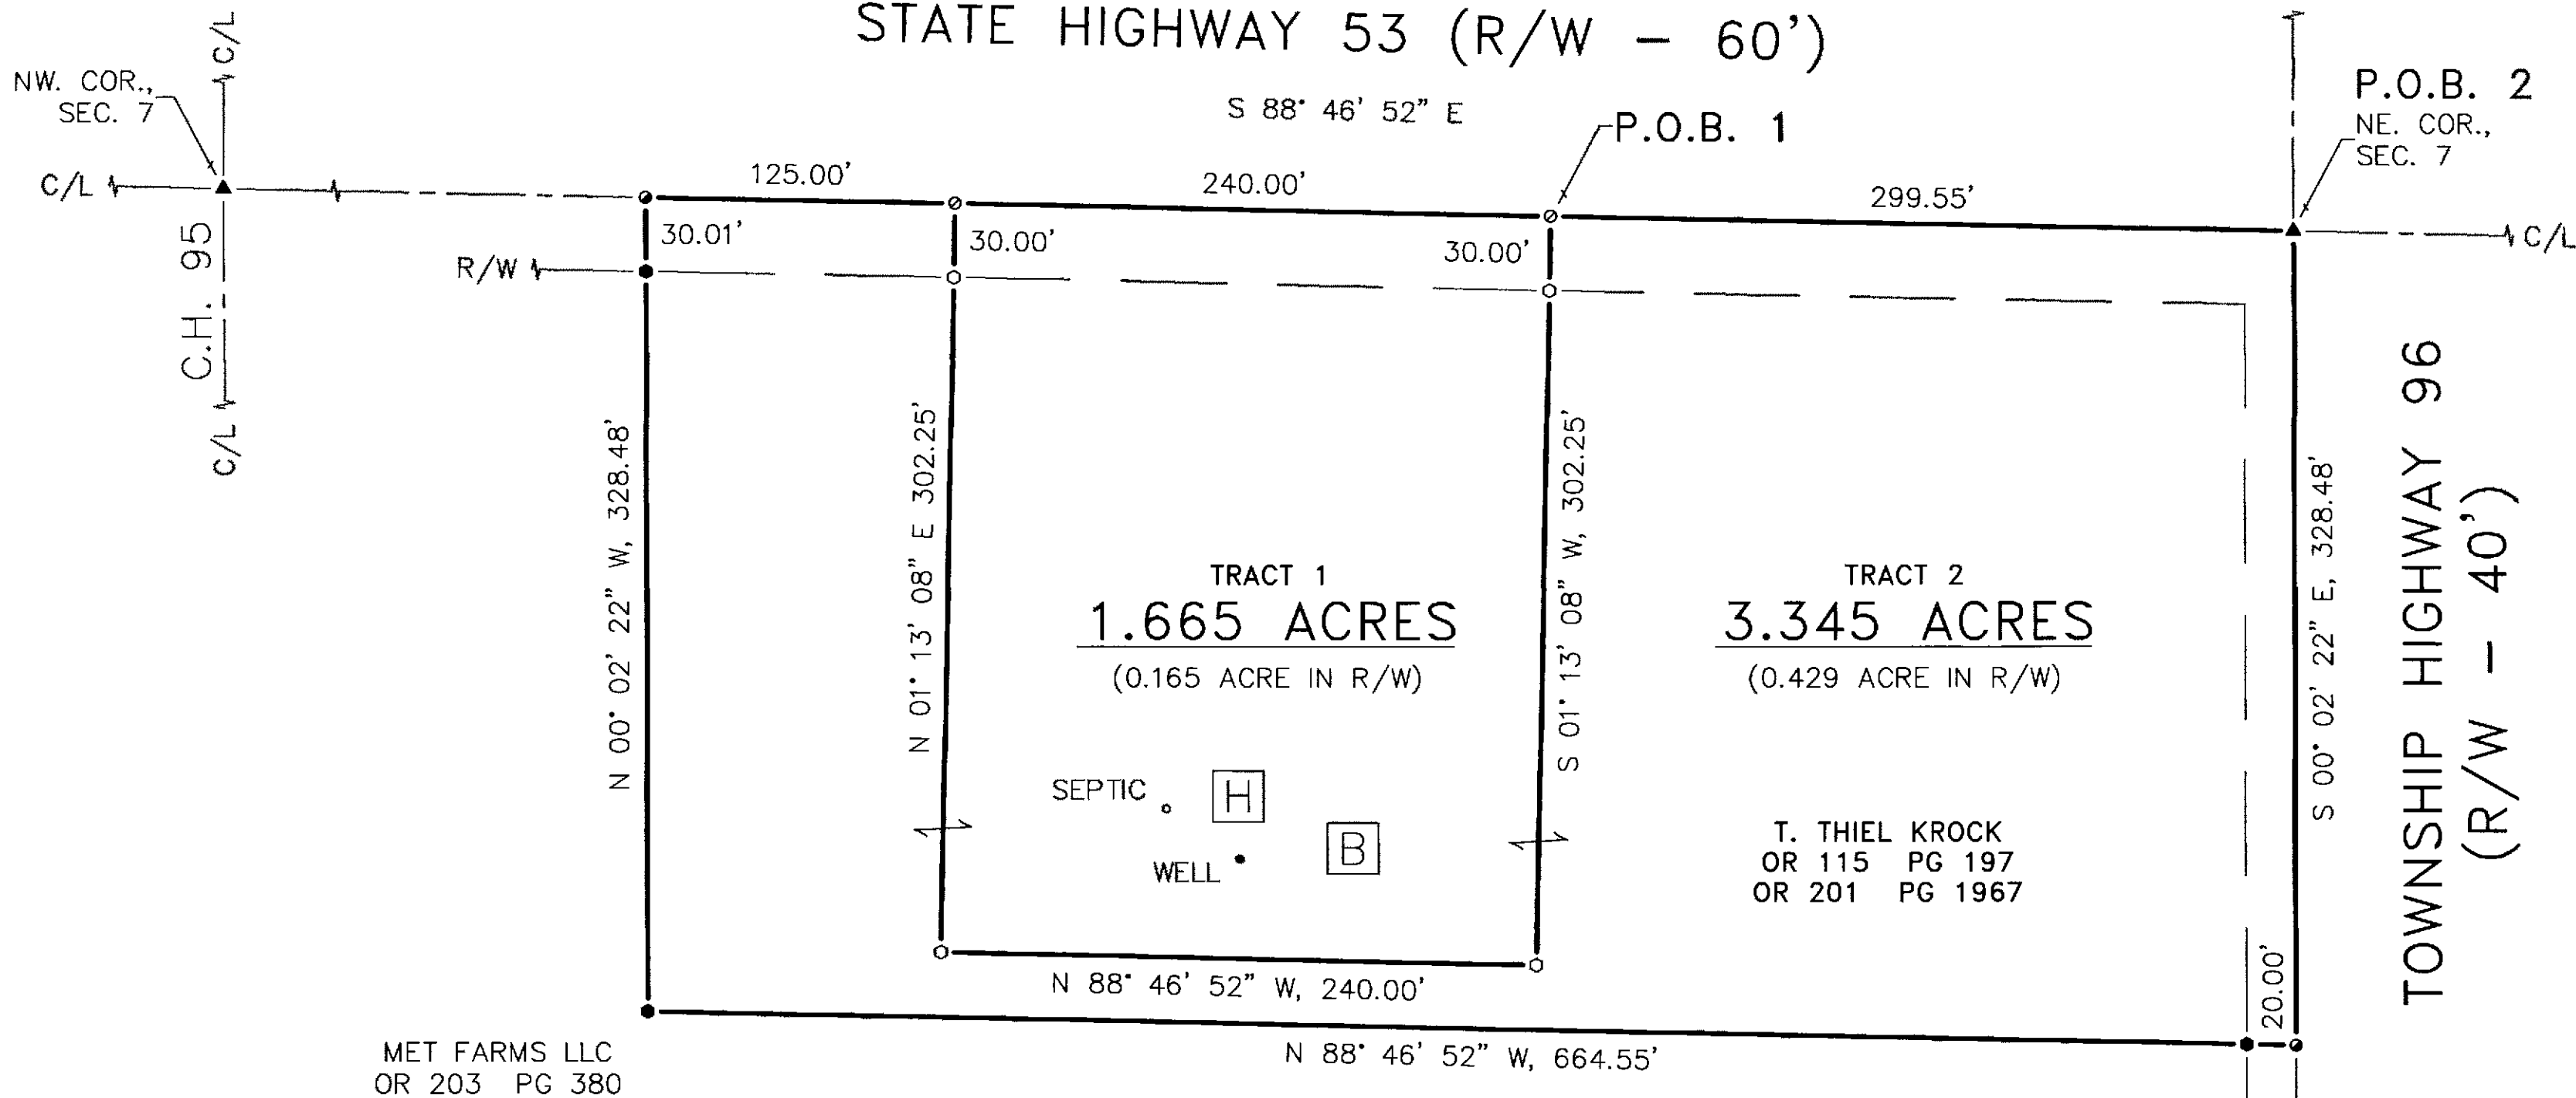 STATE HIGHWAY 53 (R/W - 60')
C/L
NW. COR.,
SEC. 7
S 88° 46' 52" E
P.O.B. 1
P.O.B. 2
NE. COR.,
SEC. 7
C/L
125.00'
240.00'
299.55'
C/L
30.01'
30.00'
30.00'
R/W
C.H. 95
C/L
N 00° 02' 22" W, 328.48'
N 01° 13' 08" E 302.25'
S 01° 13' 08" W, 302.25'
S 00° 02' 22" E, 328.48'
TOWNSHIP HIGHWAY 96
(R/W - 40')
TRACT 1
1.665 ACRES
(0.165 ACRE IN R/W)
TRACT 2
3.345 ACRES
(0.429 ACRE IN R/W)
SEPTIC
H
B
WELL
T. THIEL KROCK
OR 115 PG 197
OR 201 PG 1967
20.00'
N 88° 46' 52" W, 240.00'
N 88° 46' 52" W, 664.55'
MET FARMS LLC
OR 203 PG 380